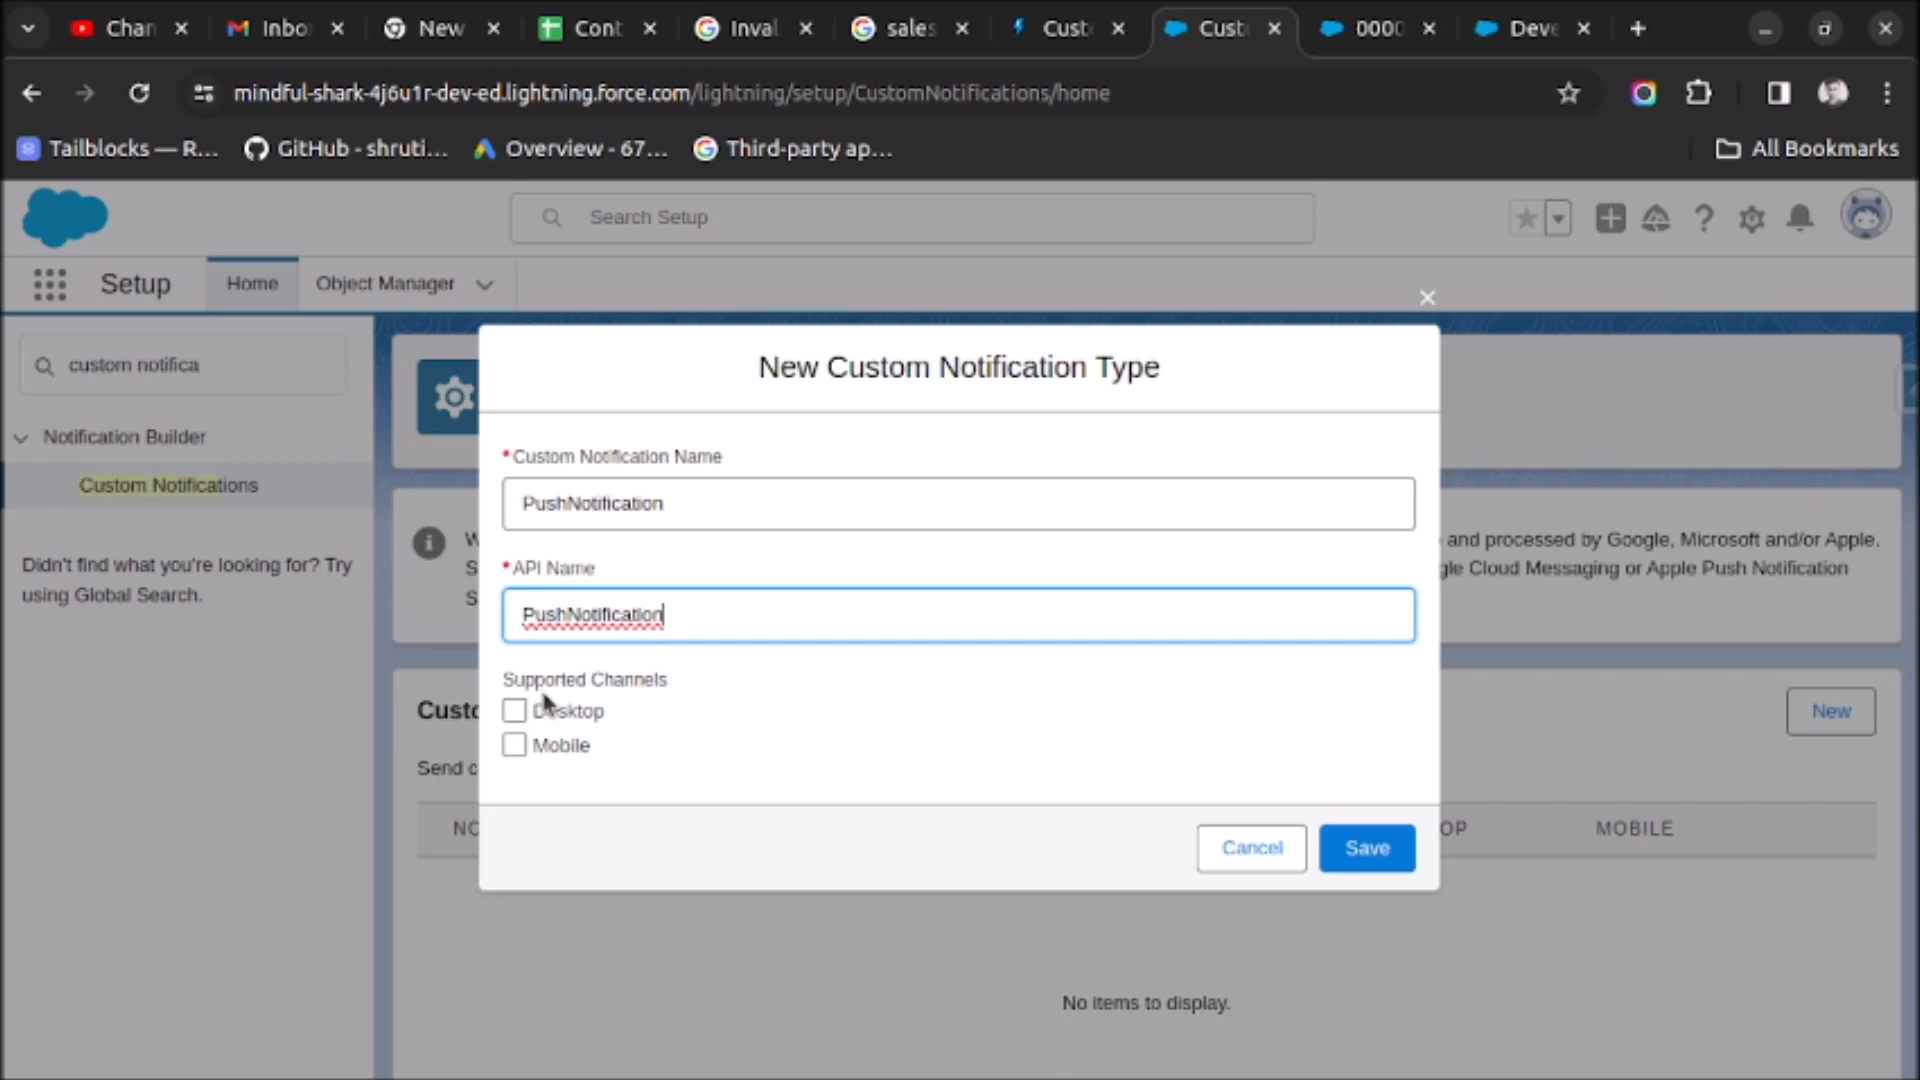 Chan
Inbo
New
Cont
Inval
sales
Cust
Cust
0000
Deve
mindful-shark-4j6u1r-dev-ed.lightning.force.com/lightning/setup/CustomNotifications/home
Tailblocks — R...
GitHub - shruti...
Overview - 67...
Third-party ap...
All Bookmarks
Search Setup
Setup
Home
Object Manager
custom notifica
Notification Builder
Custom Notifications
Didn't find what you're looking for? Try
using Global Search.
New Custom Notification Type
*Custom Notification Name
PushNotification
*API Name
PushNotification
Supported Channels
Desktop
Mobile
Cancel
Save
W
and processed by Google, Microsoft and/or Apple.
S
gle Cloud Messaging or Apple Push Notification
S
Custo
New
Send c
NO
OP
MOBILE
No items to display.